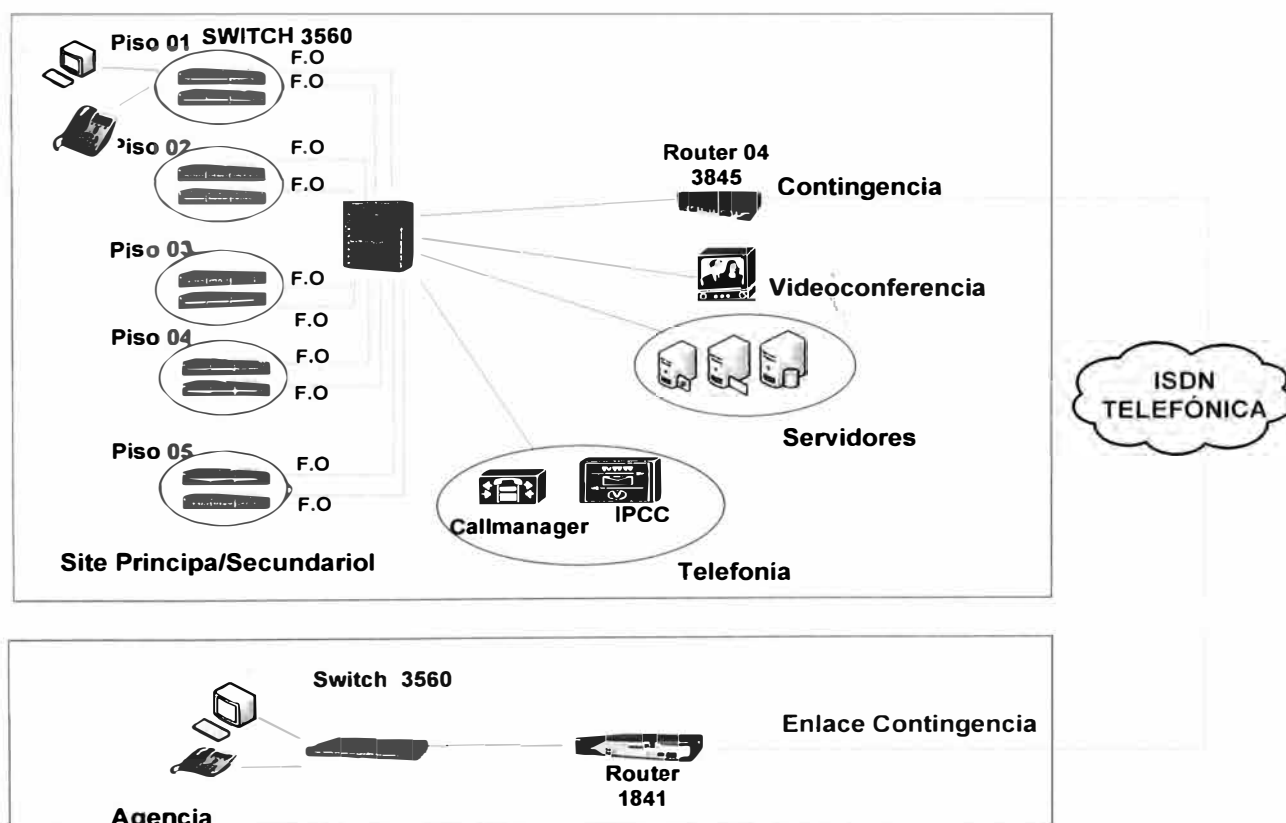 Piso 01 SWITCH 3560
F.O
F.O
Piso 02
F.O
F.O
Piso 03
F.O
F.O
Piso 04
F.O
F.O
Piso 05
F.O
F.O
Site Principa/Secundariol
Router 04
3845
Contingencia
Videoconferencia
Servidores
Callmanager
IPCC
Telefonía
ISDN
TELEFÓNICA
Switch 3560
Enlace Contingencia
Router
1841
Agencia